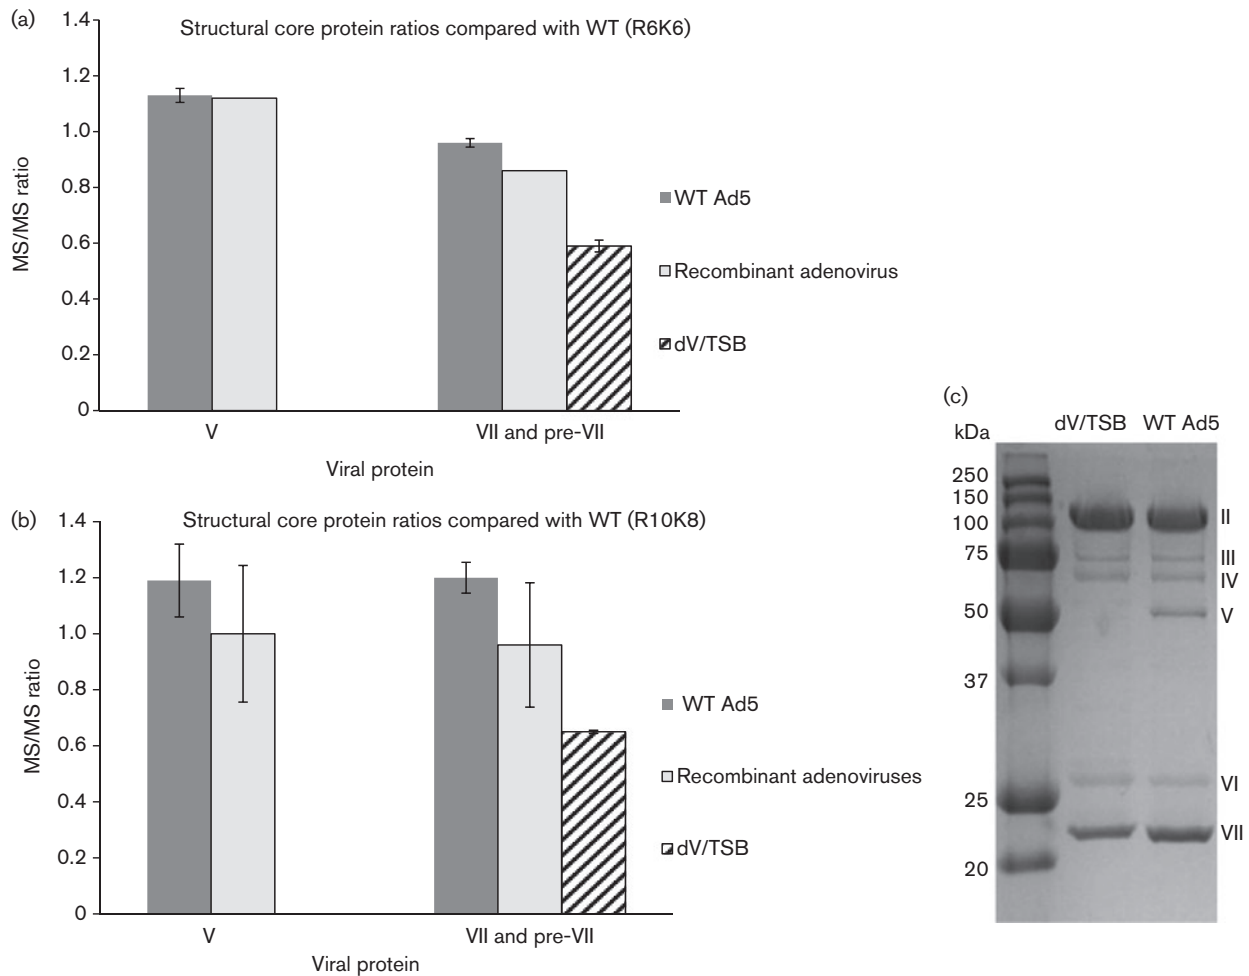 (a)
Structural core protein ratios compared with WT (R6K6)
1.4
1.2
1.0
0.8
0.6
0.4
0.2
0
MS/MS ratio
V
VII and pre-VII
Viral protein
WT Ad5
Recombinant adenovirus
dV/TSB
(b)
Structural core protein ratios compared with WT (R10K8)
1.4
1.2
1.0
0.8
0.6
0.4
0.2
0
MS/MS ratio
V
VII and pre-VII
Viral protein
WT Ad5
Recombinant adenoviruses
dV/TSB
(c)
kDa
dV/TSB WT Ad5
250
150
100
75
50
37
25
20
II
III
IV
V
VI
VII